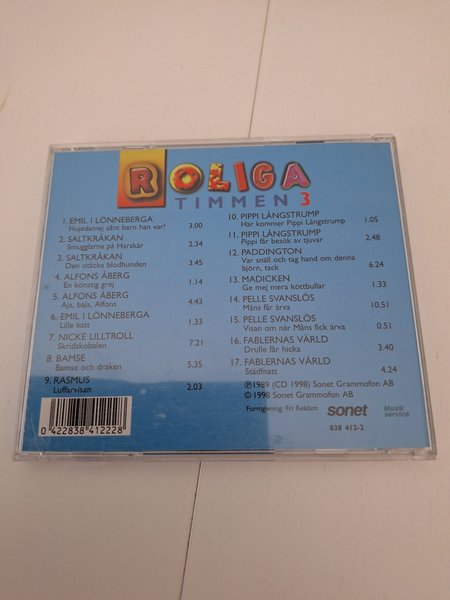 ROLIGA
TIMMEN 3
1. EMIL I LÖNNEBERGA
Hujedamej sånt barn han var! 3.00
2. SALTKRÅKAN
Smugglarna på Harskär 2.34
3. SALTKRÅKAN
Den otäcka blodhunden 3.45
4. ALFONS ÅBERG
En konstig grej 1.14
5. ALFONS ÅBERG
Aja, baja, Alfons 4.43
6. EMIL I LÖNNEBERGA
Lille katt 1.33
7. NICKE LILLTROLL
Skridskobalen 7.21
8. BAMSE
Bamse och draken 5.35
9. RASMUS
Luffarvisan 2.03
10. PIPPI LÅNGSTRUMP
Här kommer Pippi Långstrump 1.05
11. PIPPI LÅNGSTRUMP
Pippi får besök av tjuvar 2.48
12. PADDINGTON
Var snäll och tag hand om denna
björn, tack 6.24
13. MADICKEN
Ge mej mera köttbullar 1.33
14. PELLE SVANSLÖS
Måns får ärva 10.51
15. PELLE SVANSLÖS
Visan om när Måns fick ärva 0.51
16. FABLERNAS VÄRLD
Drulle får hicka 3.40
17. FABLERNAS VÄRLD
Städfnatt 4.24
℗1989 (CD 1998) Sonet Grammofon AB
©1998 Sonet Grammofon AB
Formgivning: Fri Reklam
sonet
Musik
service
838 412-2
0 422838 412228